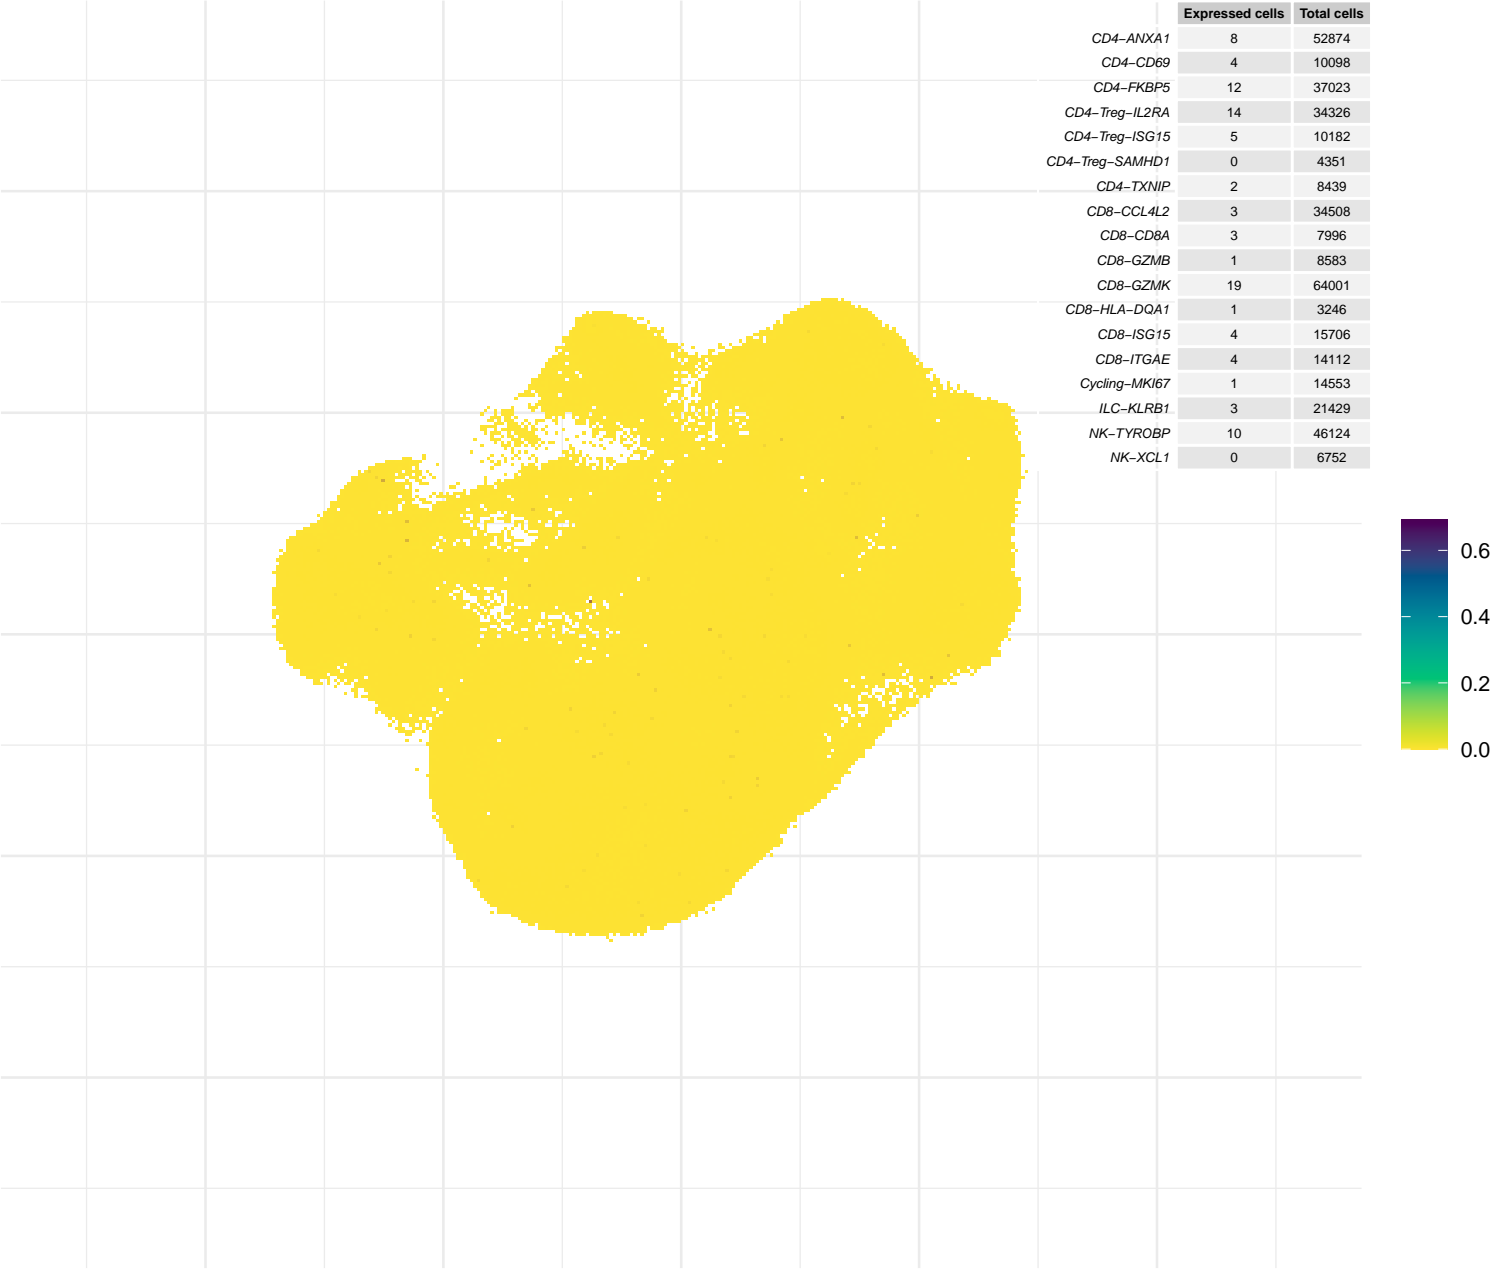 Expressed cells Total cells
CD4−ANXA1 8 52874
CD4−CD69 4 10098
CD4−FKBP5 12 37023
CD4−Treg−IL2RA 14 34326
CD4−Treg−ISG15 5 10182
CD4−Treg−SAMHD1 0 4351
CD4−TXNIP 2 8439
CD8−CCL4L2 3 34508
CD8−CD8A 3 7996
CD8−GZMB 1 8583
CD8−GZMK 19 64001
CD8−HLA−DQA1 1 3246
CD8−ISG15 4 15706
CD8−ITGAE 4 14112
Cycling−MKI67 1 14553
ILC−KLRB1 3 21429
NK−TYROBP 10 46124
NK−XCL1 0 6752
0.6
0.4
0.2
0.0